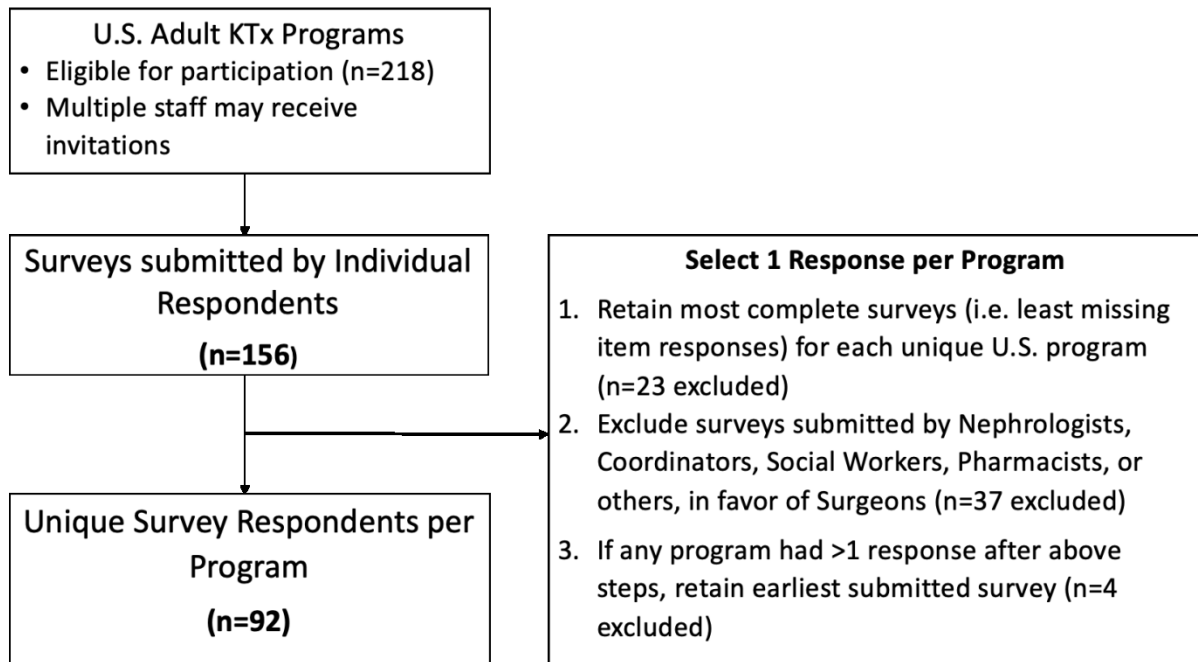 U.S. Adult KTx Programs
• Eligible for participation (n=218)
• Multiple staff may receive
invitations
Surveys submitted by Individual
Respondents
(n=156)
Select 1 Response per Program
1. Retain most complete surveys (i.e. least missing
item responses) for each unique U.S. program
(n=23 excluded)
2. Exclude surveys submitted by Nephrologists,
Coordinators, Social Workers, Pharmacists, or
others, in favor of Surgeons (n=37 excluded)
3. If any program had >1 response after above
steps, retain earliest submitted survey (n=4
excluded)
Unique Survey Respondents per
Program
(n=92)